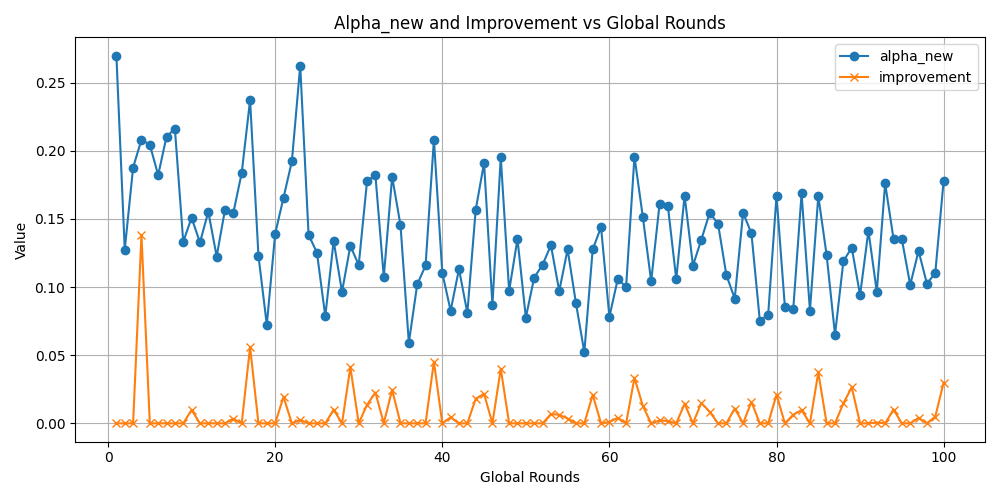 Alpha_new and Improvement vs Global Rounds
alpha_new
improvement
Value
0.25
0.20
0.15
0.10
0.05
0.00
0 20 40 60 80 100
Global Rounds